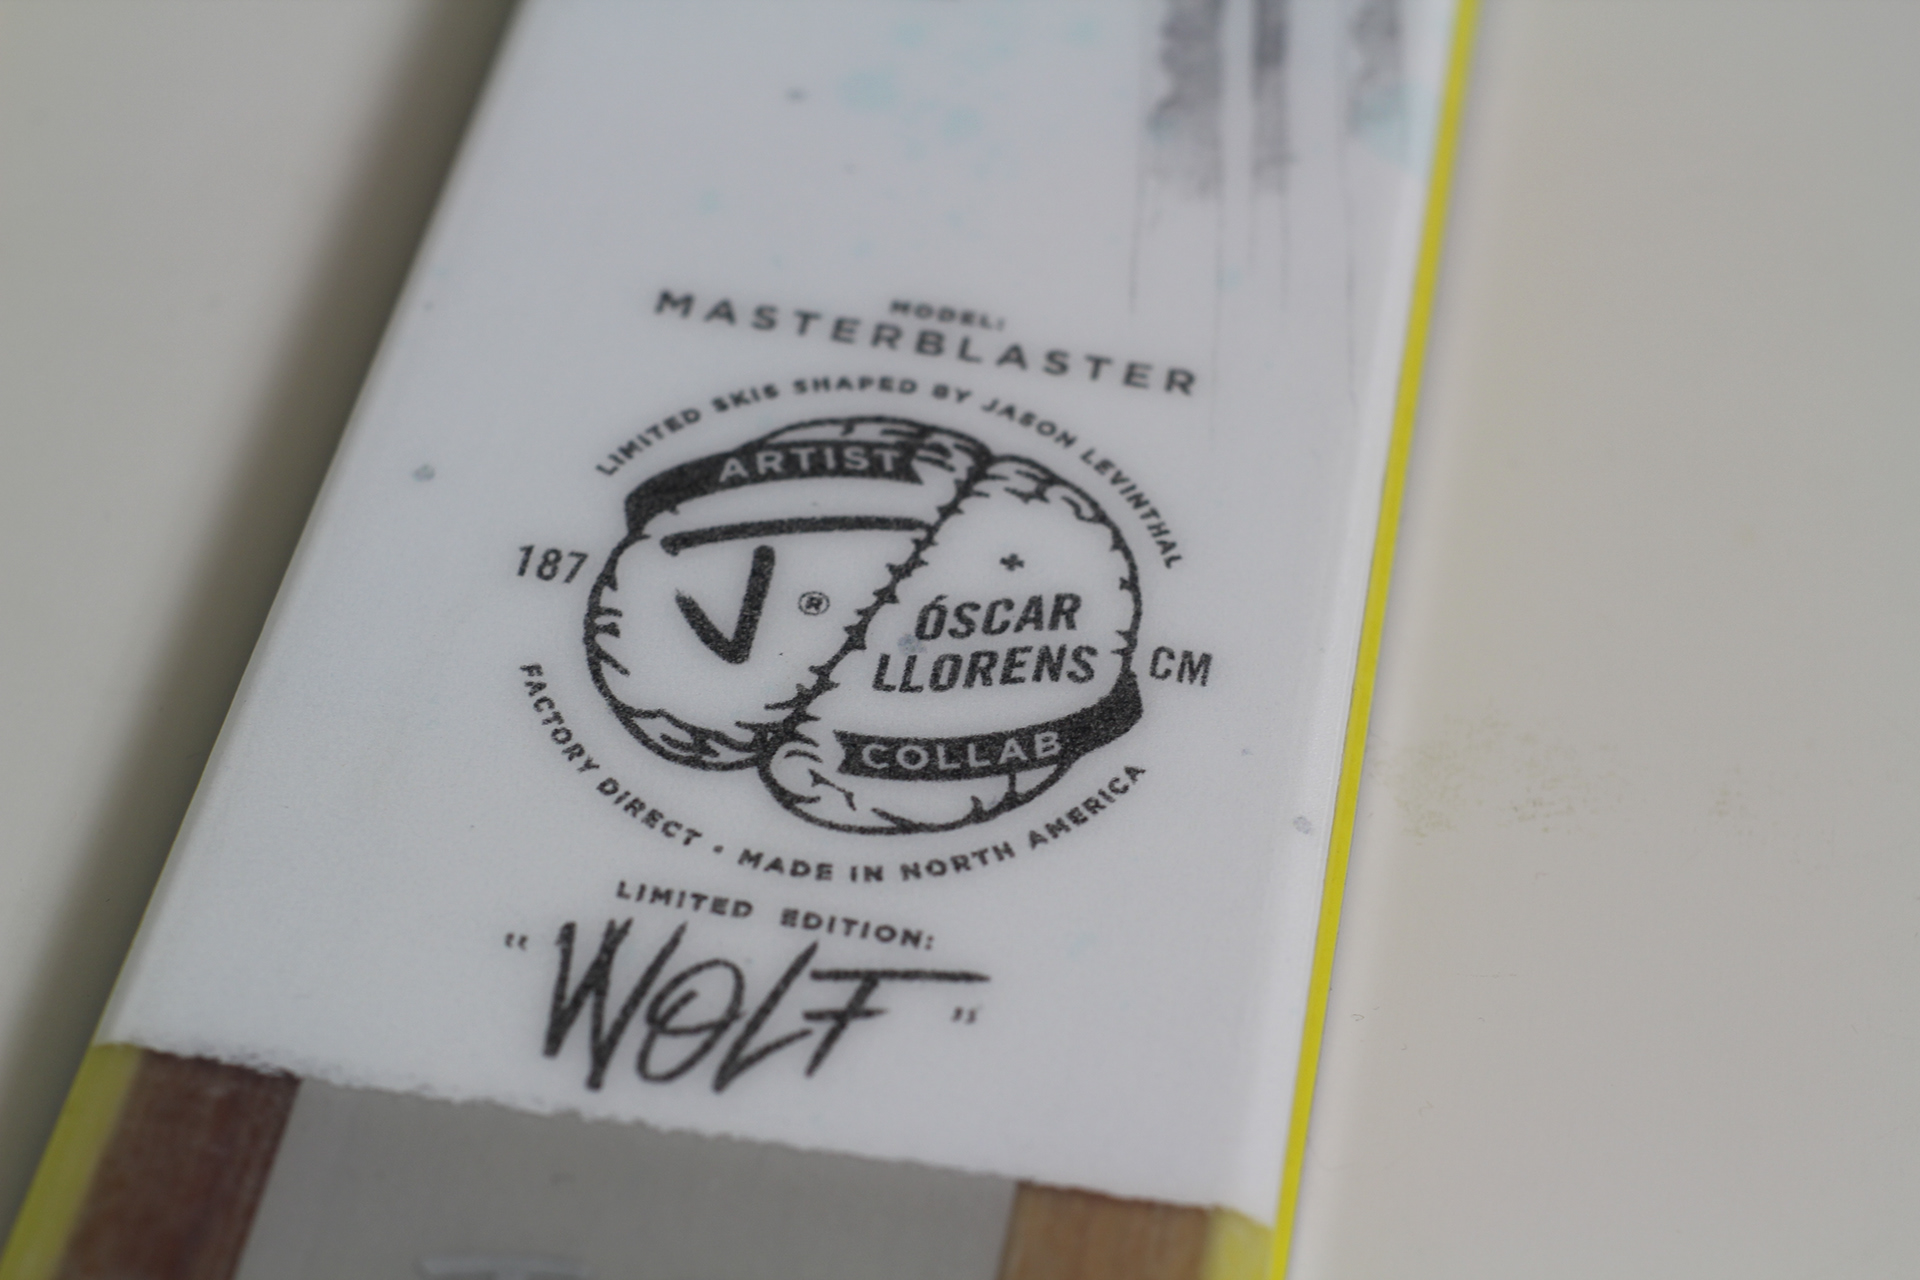 MODEL:
MASTERBLASTER
LIMITED SKIS SHAPED BY JASON LEVINTHAL
ARTIST
187
J ®
+
ÓSCAR
LLORENS
CM
COLLAB
FACTORY DIRECT • MADE IN NORTH AMERICA
LIMITED EDITION:
“WOLF”